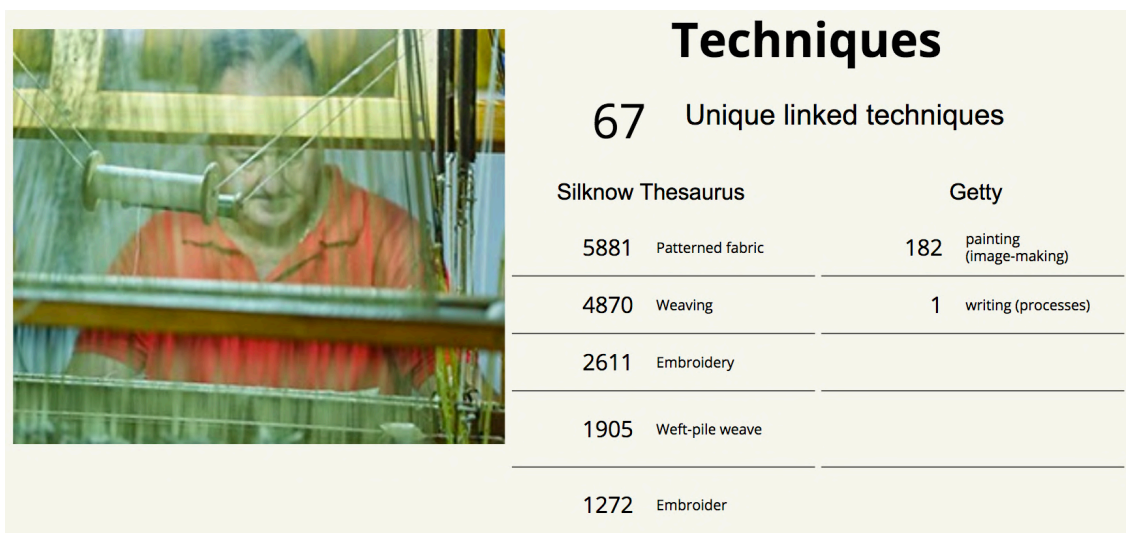 Techniques
67 Unique linked techniques
Silknow Thesaurus Getty
5881 Patterned fabric 182 painting
(image-making)
4870 Weaving 1 writing (processes)
2611 Embroidery
1905 Weft-pile weave
1272 Embroider